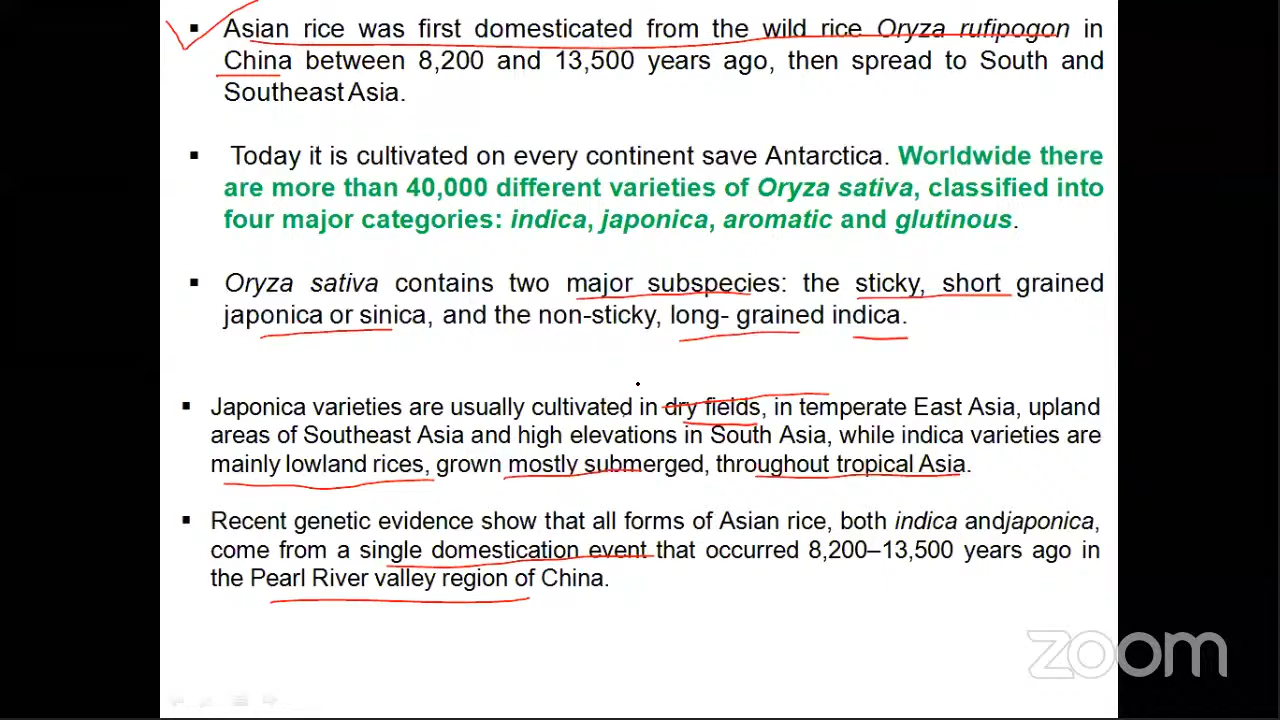 ▪ Asian rice was first domesticated from the wild rice Oryza rufipogon in
China between 8,200 and 13,500 years ago, then spread to South and
Southeast Asia.
▪ Today it is cultivated on every continent save Antarctica. Worldwide there
are more than 40,000 different varieties of Oryza sativa, classified into
four major categories: indica, japonica, aromatic and glutinous.
▪ Oryza sativa contains two major subspecies: the sticky, short grained
japonica or sinica, and the non-sticky, long- grained indica.
▪ Japonica varieties are usually cultivated in dry fields, in temperate East Asia, upland
areas of Southeast Asia and high elevations in South Asia, while indica varieties are
mainly lowland rices, grown mostly submerged, throughout tropical Asia.
▪ Recent genetic evidence show that all forms of Asian rice, both indica andjaponica,
come from a single domestication event that occurred 8,200–13,500 years ago in
the Pearl River valley region of China.
zoom